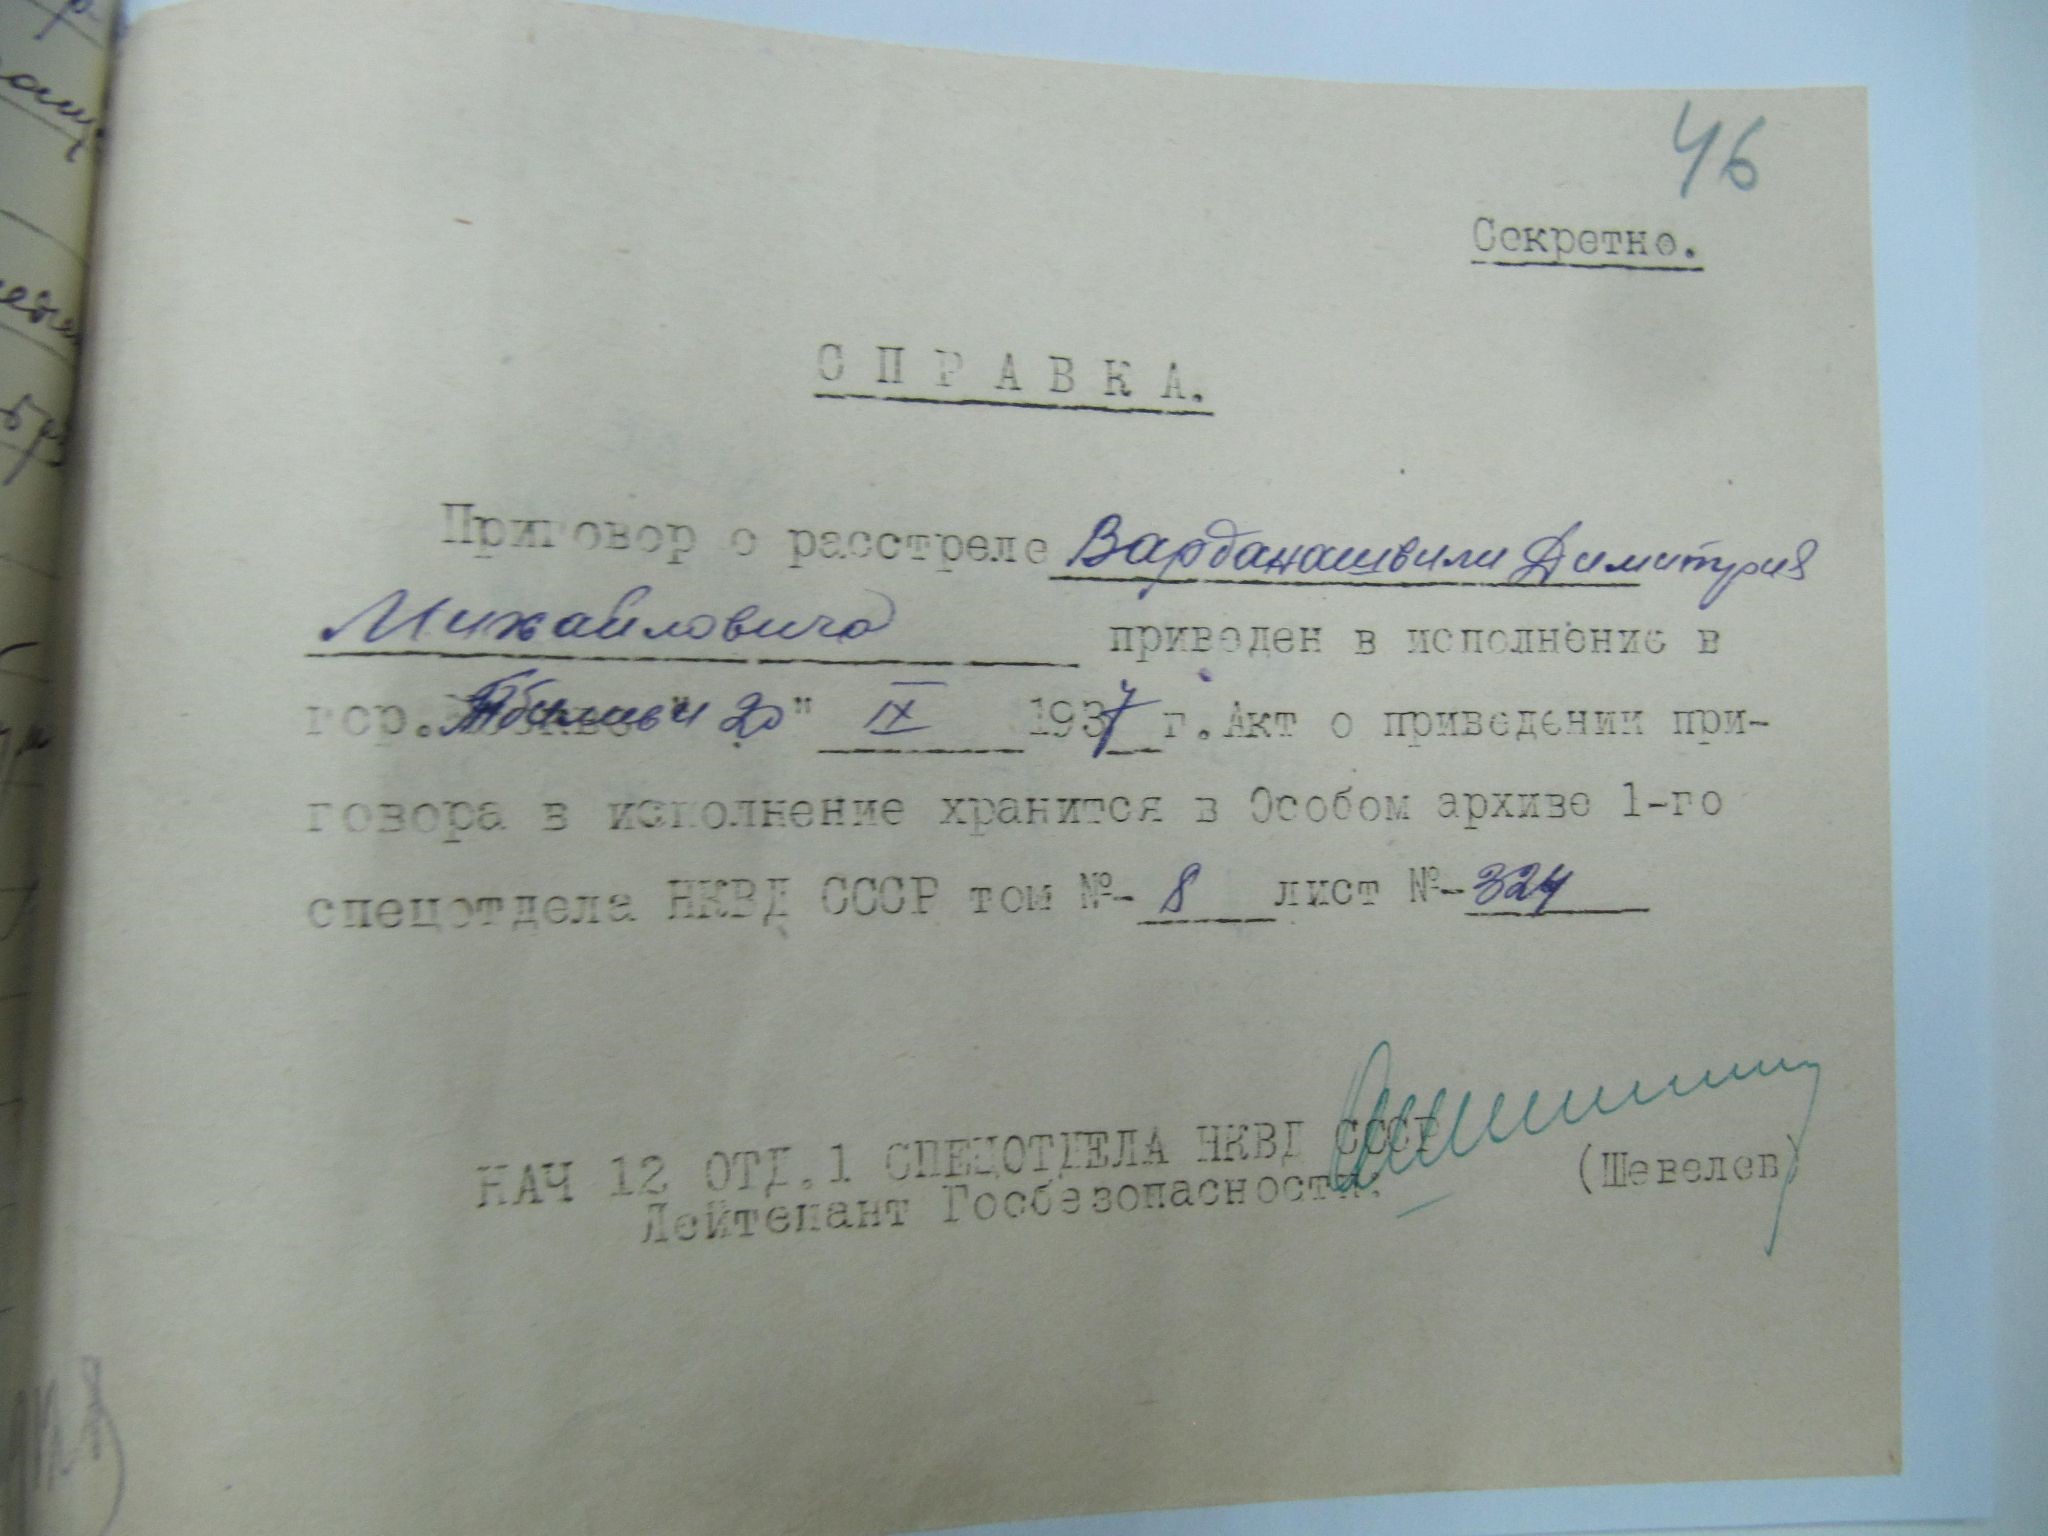 46
Секретно.
СПРАВКА.
Приговор о расстреле Варданашвили Димитрия
Михайловича приведен в исполнение в
гор. Тбилиси "20" IX 1937 г. Акт о приведении при-
говора в исполнение хранится в Особом архиве 1-го
спецотдела НКВД СССР том №- 8 лист №- 324
НАЧ 12 ОТД. 1 СПЕЦОТДЕЛА НКВД СССР
Лейтенант Госбезопасности: (Шевелев)